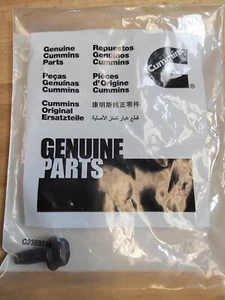 Genuine
Cummins
Parts
Repuestos
Genuinos
Cummins
Peças
Genuínas
Cummins
Pièces
d'Origine
Cummins
Cummins
Original
Ersatzteile
康明斯纯正零件
قطع غيار كمنز الأصلية
Cummins
GENUINE
PARTS